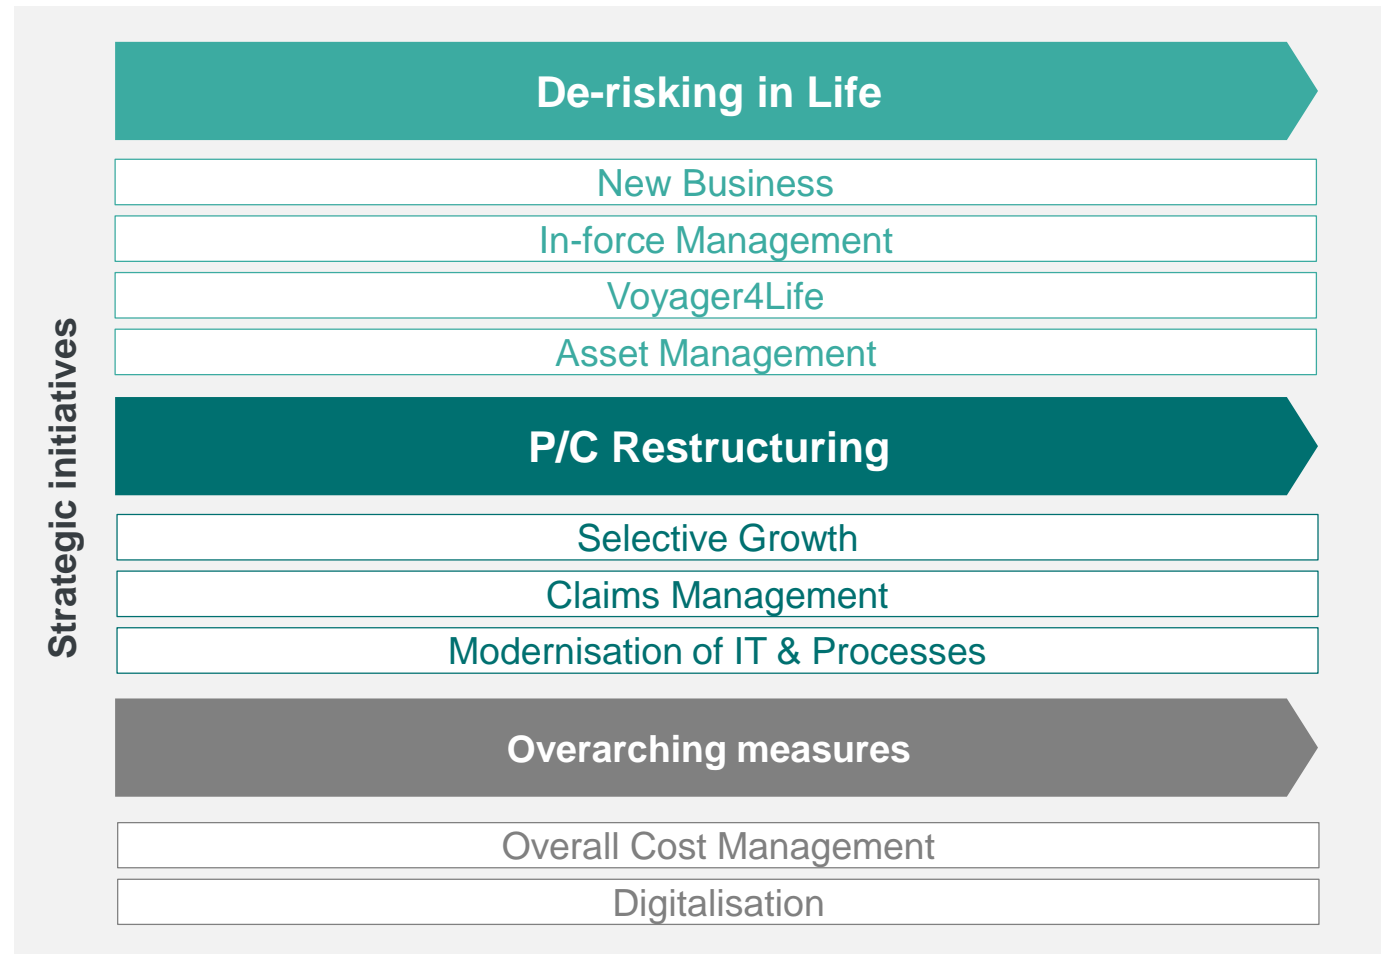 Strategic initiatives
De-risking in Life
New Business
In-force Management
Voyager4Life
Asset Management
P/C Restructuring
Selective Growth
Claims Management
Modernisation of IT & Processes
Overarching measures
Overall Cost Management
Digitalisation